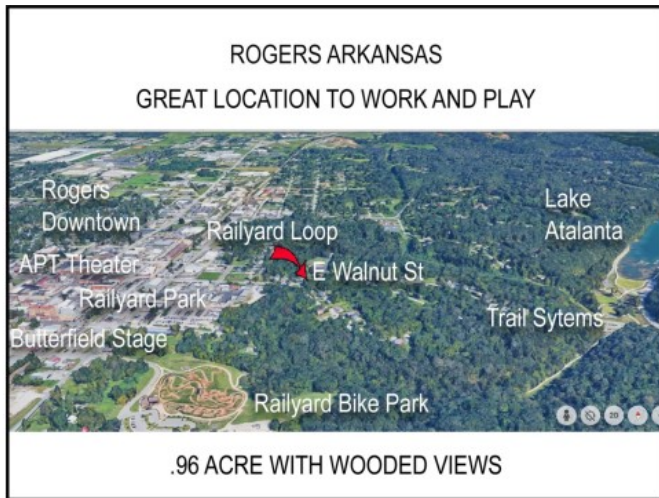 ROGERS ARKANSAS
GREAT LOCATION TO WORK AND PLAY
Rogers
Downtown
Lake
Atalanta
Railyard Loop
APT Theater
E Walnut St
Railyard Park
Trail Sytems
Butterfield Stage
Railyard Bike Park
2D
.96 ACRE WITH WOODED VIEWS